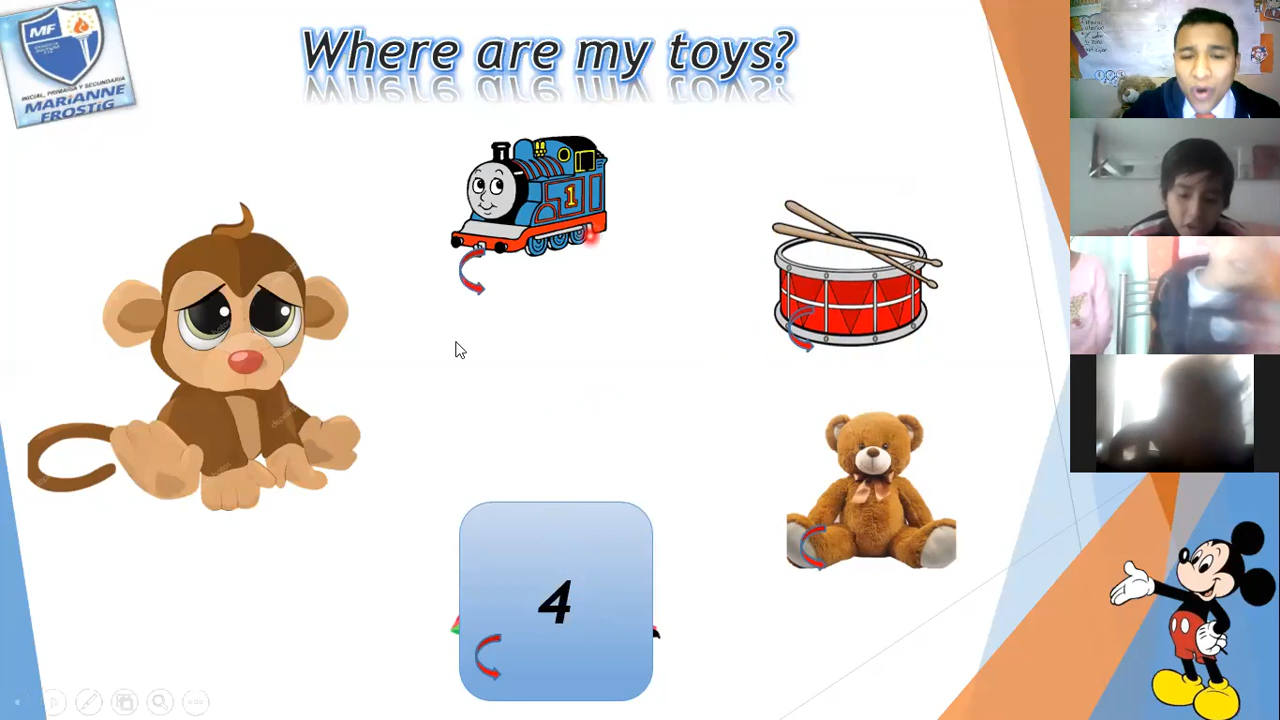 Where are my toys?
MF
INICIAL, PRIMARIA Y SECUNDARIA
MARIANNE
FROSTIG
1
4